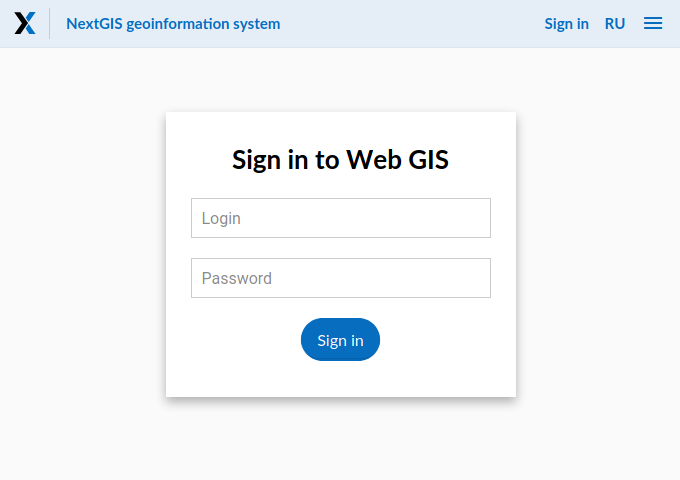 NextGIS geoinformation system
Sign in
RU
Sign in to Web GIS
Login
Password
Sign in